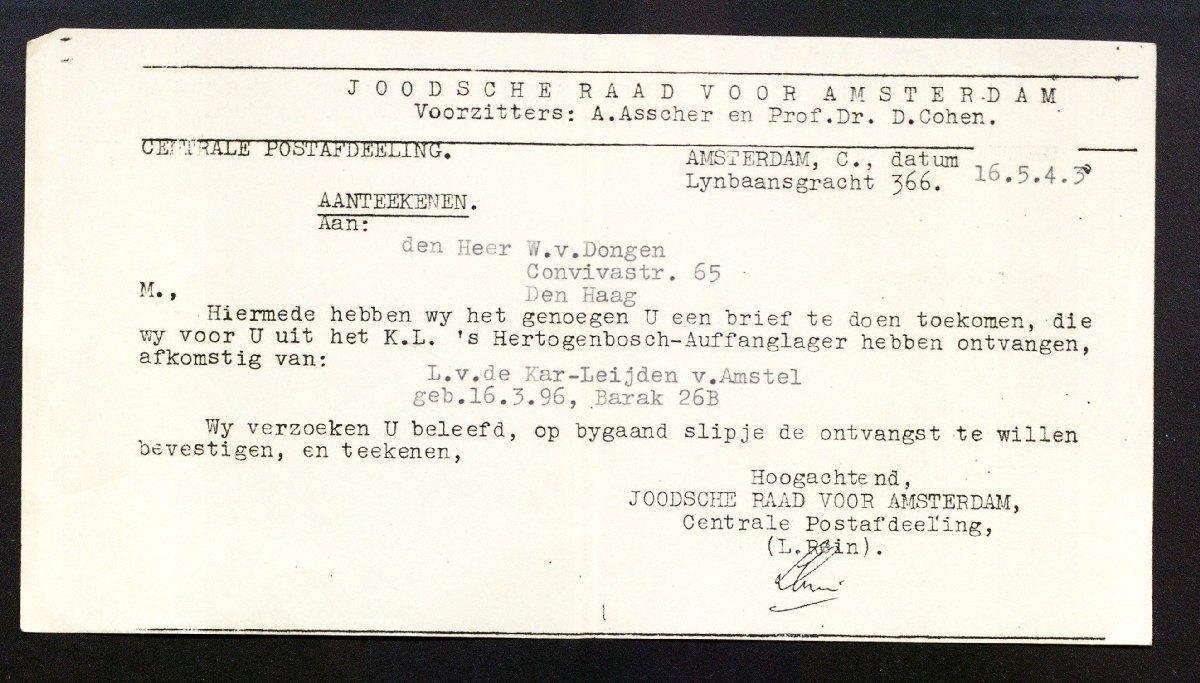 JOODSCHE RAAD VOOR AMSTERDAM
Voorzitters: A.Asscher en Prof.Dr. D.Cohen.
CENTRALE POSTAFDEELING.
AMSTERDAM, C., datum 16.5.4.3
Lynbaansgracht 366.
AANTEEKENEN.
Aan:
den Heer W.v.Dongen
Convivastr. 65
Den Haag
M.,
Hiermede hebben wy het genoegen U een brief te doen toekomen, die
wy voor U uit het K.L. 's Hertogenbosch-Auffanglager hebben ontvangen,
afkomstig van:
L.v.de Kar-Leijden v.Amstel
geb.16.3.96, Barak 26B
Wy verzoeken U beleefd, op bygaand slipje de ontvangst te willen
bevestigen, en teekenen,
Hoogachtend,
JOODSCHE RAAD VOOR AMSTERDAM,
Centrale Postafdeeling,
(L.Rein).